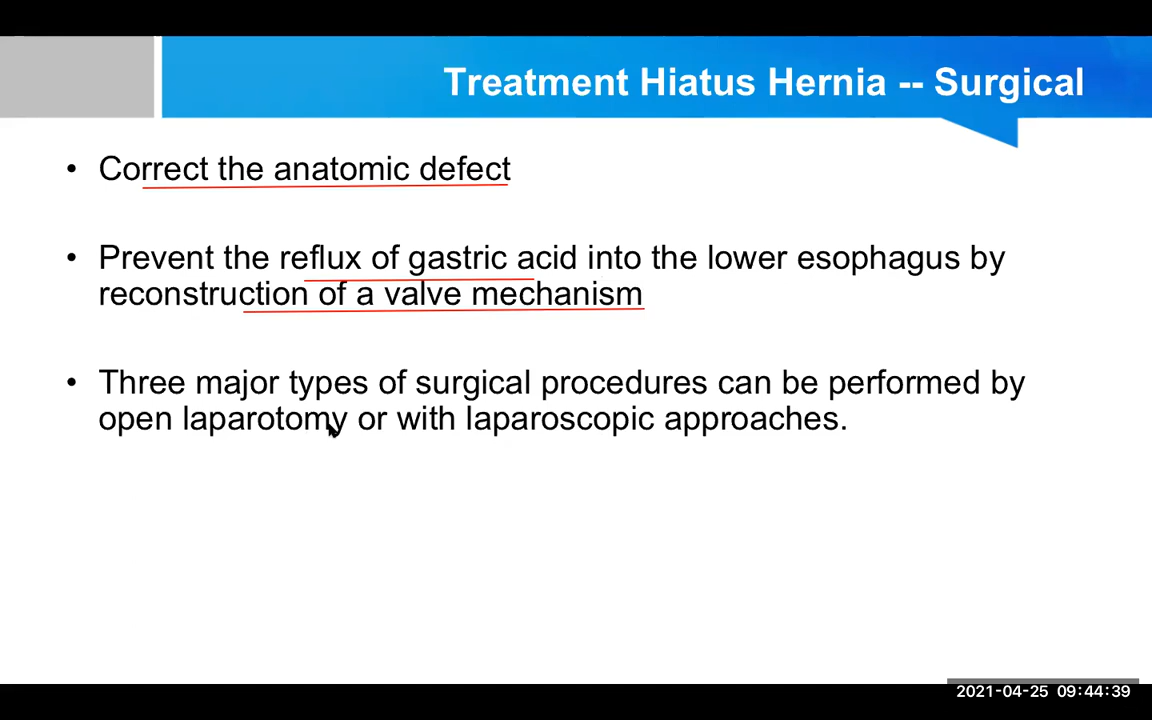 Treatment Hiatus Hernia -- Surgical
• Correct the anatomic defect
• Prevent the reflux of gastric acid into the lower esophagus by
reconstruction of a valve mechanism
• Three major types of surgical procedures can be performed by
open laparotomy or with laparoscopic approaches.
2021-04-25 09:44:39